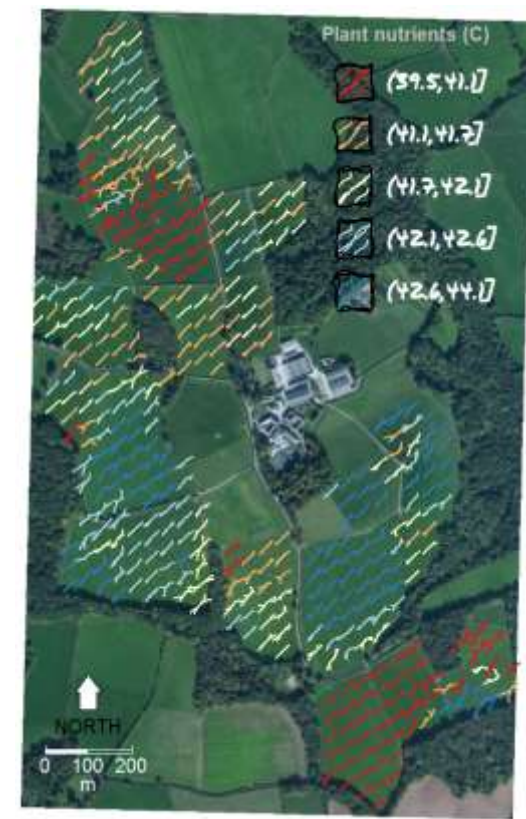 Plant nutrients (C)
(39.5,41.1]
(41.1,41.7]
(41.7,42.1]
(42.1,42.6]
(42.6,44.1]
NORTH
0 100 200
m